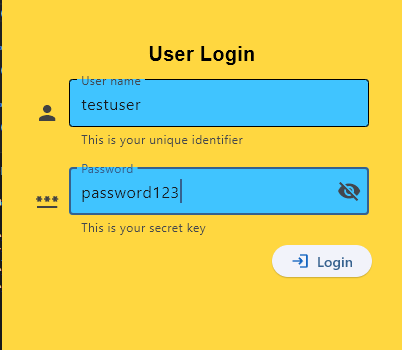 User Login
User name
testuser
This is your unique identifier
Password
password123
This is your secret key
Login